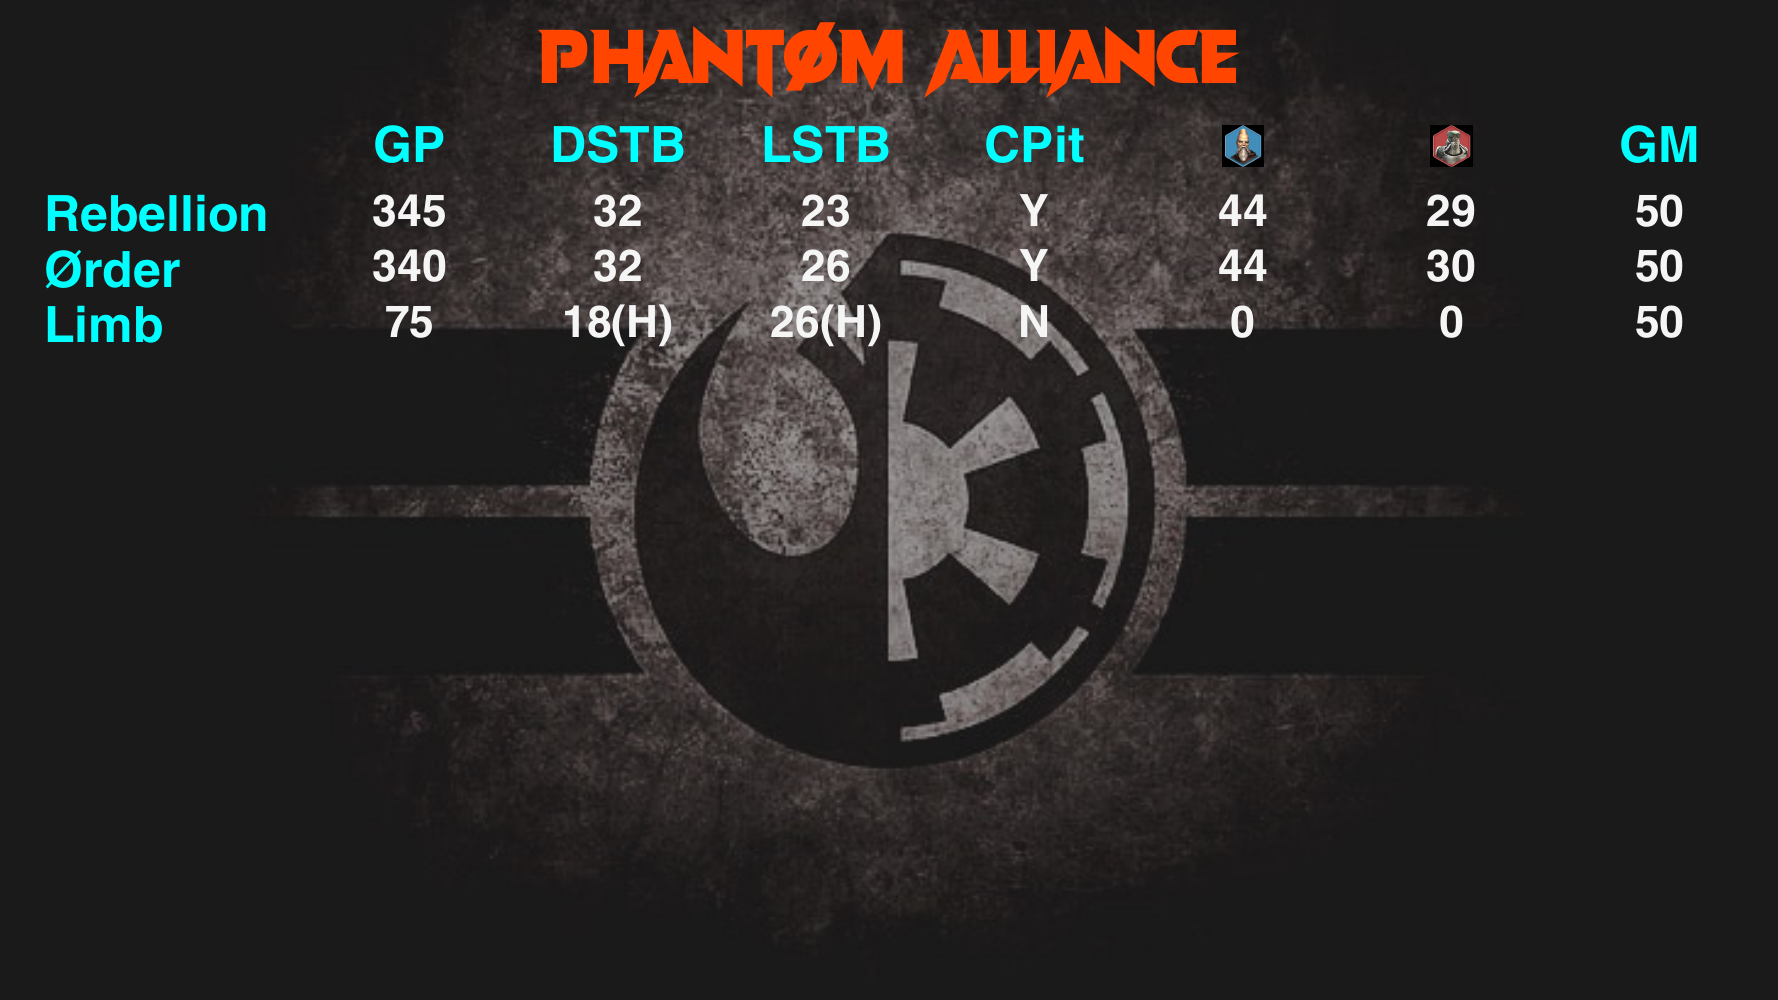 PHANTØM ALLIANCE
GP DSTB LSTB CPit GM
Rebellion 345 32 23 Y 44 29 50
Ørder 340 32 26 Y 44 30 50
Limb 75 18(H) 26(H) N 0 0 50